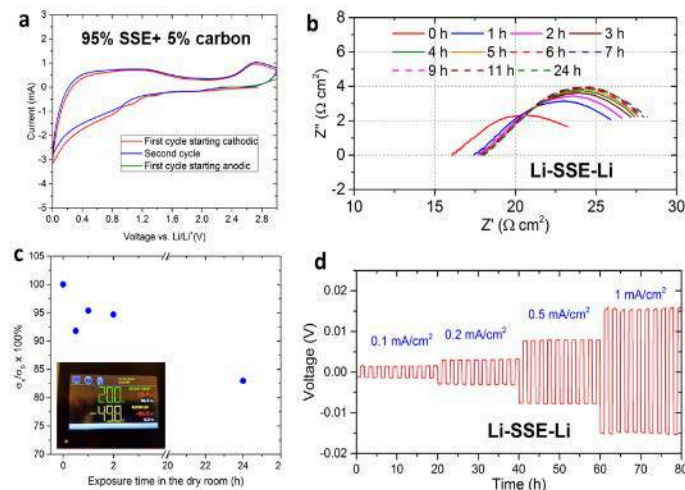 a
95% SSE+ 5% carbon
5
4
3
2
1
0
-1
-2
-3
-4
-5
Current (mA)
First cycle starting cathodic
Second cycle
First cycle starting anodic
0.0 0.4 0.8 1.2 1.6 2.0 2.4 2.8
Voltage vs. Li/Li⁺(V)
b
8
6
4
2
0
-2
Z" (Ω cm²)
0 h 1 h 2 h 3 h
4 h 5 h 6 h 7 h
9 h 11 h 24 h
Li-SSE-Li
10 15 20 25 30
Z' (Ω cm²)
c
105
100
95
90
85
80
75
70
20.0
0 2 20 22 24
Exposure time in the dry room (h)
d
0.02
0.01
0.00
-0.01
-0.02
Voltage (V)
0.1 mA/cm²
0.2 mA/cm²
0.5 mA/cm²
1 mA/cm²
Li-SSE-Li
0 10 20 30 40 50 60 70 80
Time (h)